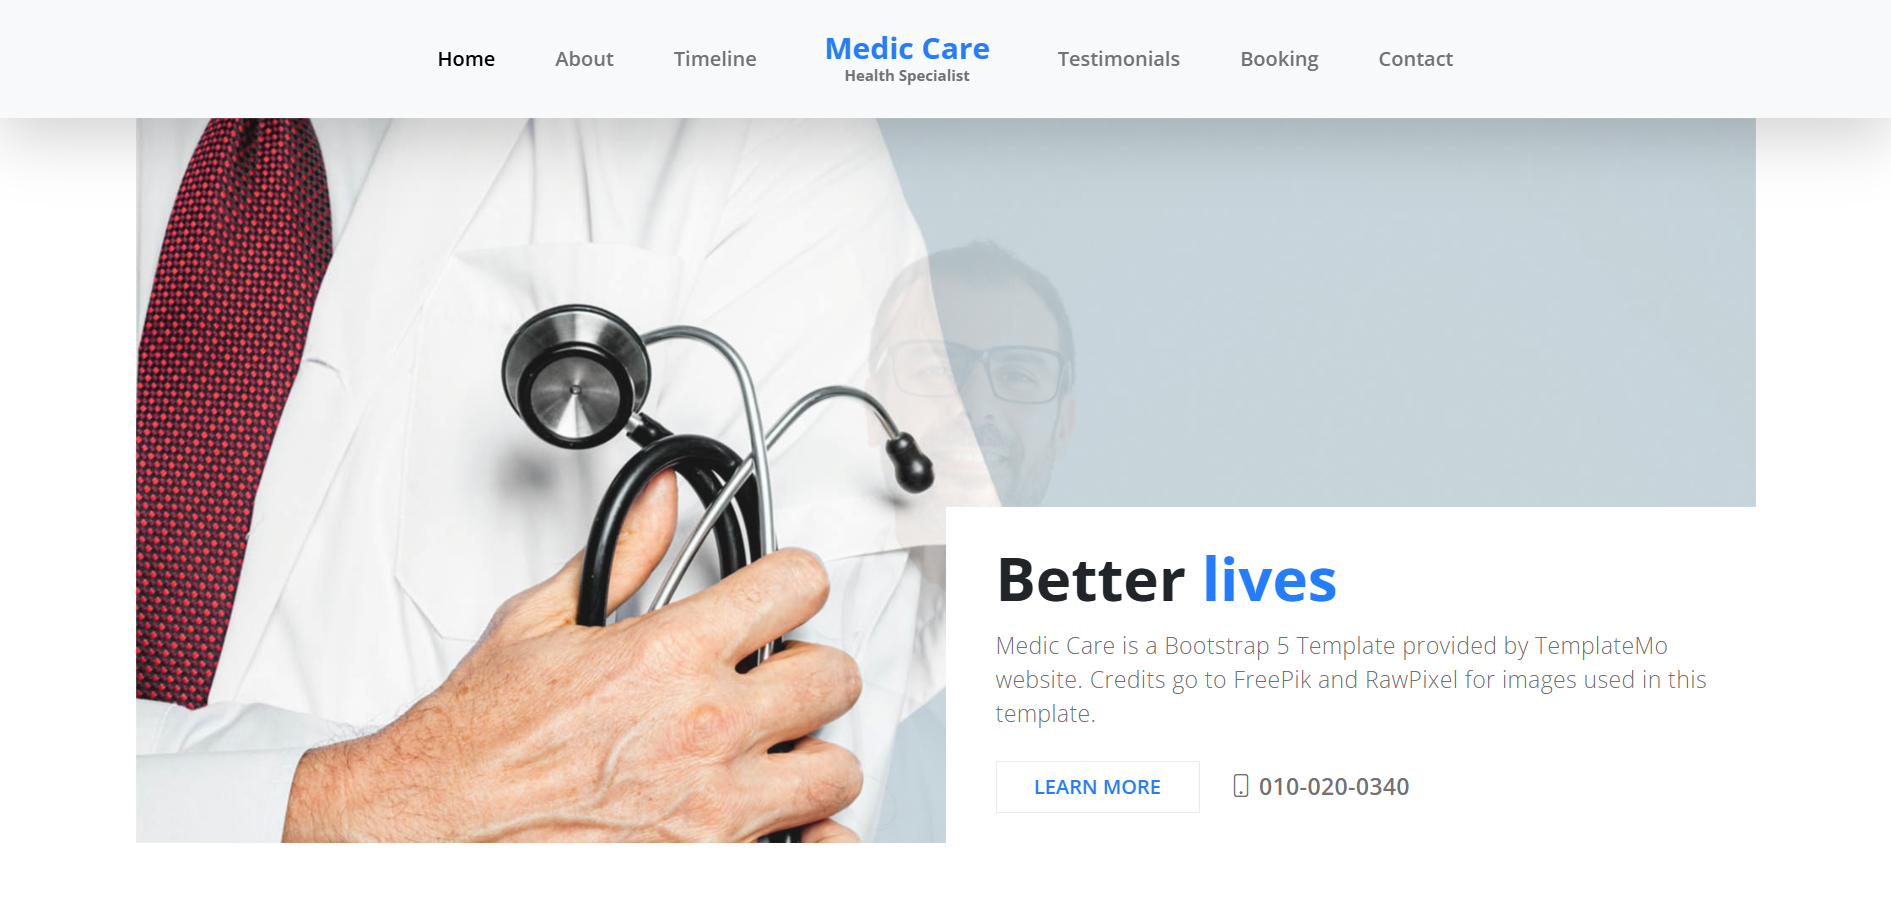 Home
About
Timeline
Medic Care
Health Specialist
Testimonials
Booking
Contact
Better lives
Medic Care is a Bootstrap 5 Template provided by TemplateMo
website. Credits go to FreePik and RawPixel for images used in this
template.
LEARN MORE
010-020-0340